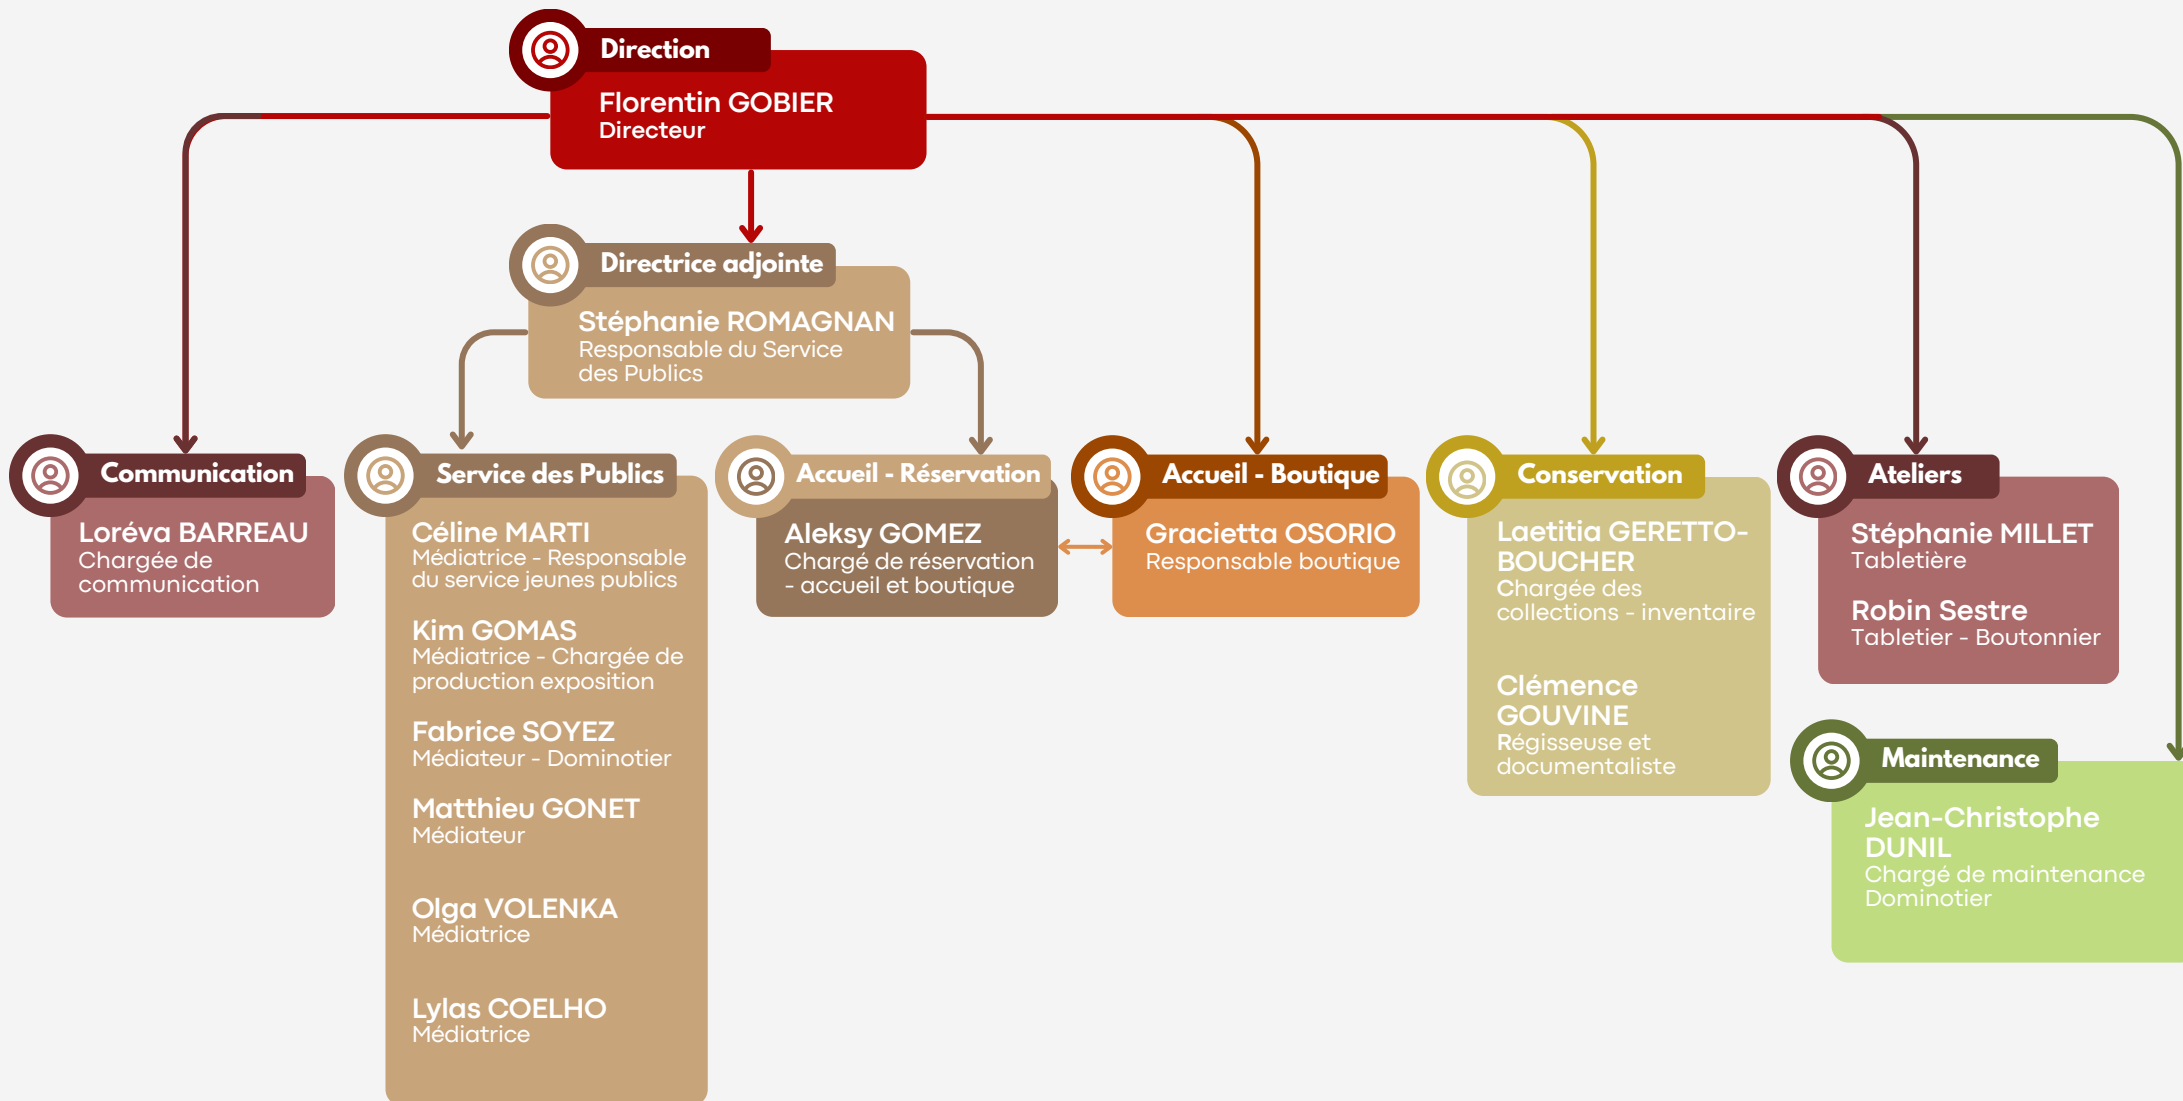 Direction
Florentin GOBIER
Directeur
Directrice adjointe
Stéphanie ROMAGNAN
Responsable du Service
des Publics
Communication
Loréva BARREAU
Chargée de
communication
Service des Publics
Céline MARTI
Médiatrice - Responsable
du service jeunes publics
Kim GOMAS
Médiatrice - Chargée de
production exposition
Fabrice SOYEZ
Médiateur - Dominotier
Matthieu GONET
Médiateur
Olga VOLENKA
Médiatrice
Lylas COELHO
Médiatrice
Accueil - Réservation
Aleksy GOMEZ
Chargé de réservation
- accueil et boutique
Accueil - Boutique
Gracietta OSORIO
Responsable boutique
Conservation
Laetitia GERETTO-
BOUCHER
Chargée des
collections - inventaire
Clémence
GOUVINE
Régisseuse et
documentaliste
Ateliers
Stéphanie MILLET
Tabletière
Robin Sestre
Tabletier - Boutonnier
Maintenance
Jean-Christophe
DUNIL
Chargé de maintenance
Dominotier